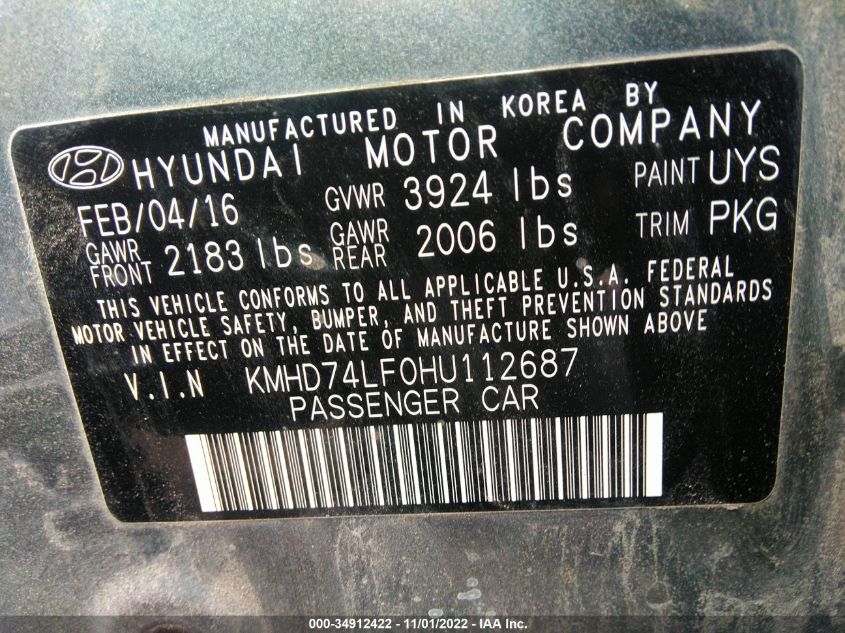 MANUFACTURED IN KOREA BY
HYUNDAI MOTOR COMPANY
FEB/04/16 GVWR 3924 lbs PAINT UYS
GAWR FRONT 2183 lbs GAWR REAR 2006 lbs TRIM PKG
THIS VEHICLE CONFORMS TO ALL APPLICABLE U.S.A. FEDERAL
MOTOR VEHICLE SAFETY, BUMPER, AND THEFT PREVENTION STANDARDS
IN EFFECT ON THE DATE OF MANUFACTURE SHOWN ABOVE
V.I.N KMHD74LF0HU112687
PASSENGER CAR
000-34912422 - 11/01/2022 - IAA Inc.